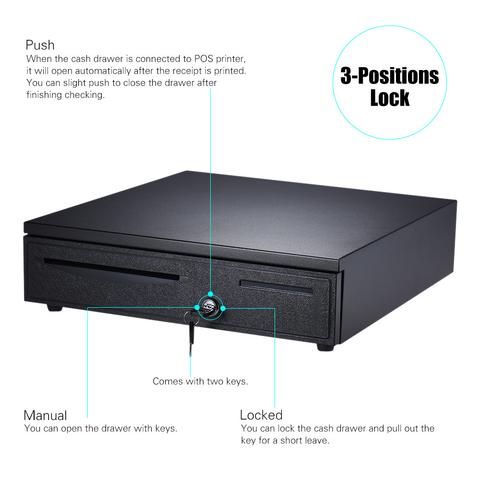 Push
When the cash drawer is connected to POS printer,
it will open automatically after the receipt is printed.
You can slight push to close the drawer after
finishing checking.
3-Positions
Lock
Comes with two keys.
Manual
You can open the drawer with keys.
Locked
You can lock the cash drawer and pull out the
key for a short leave.